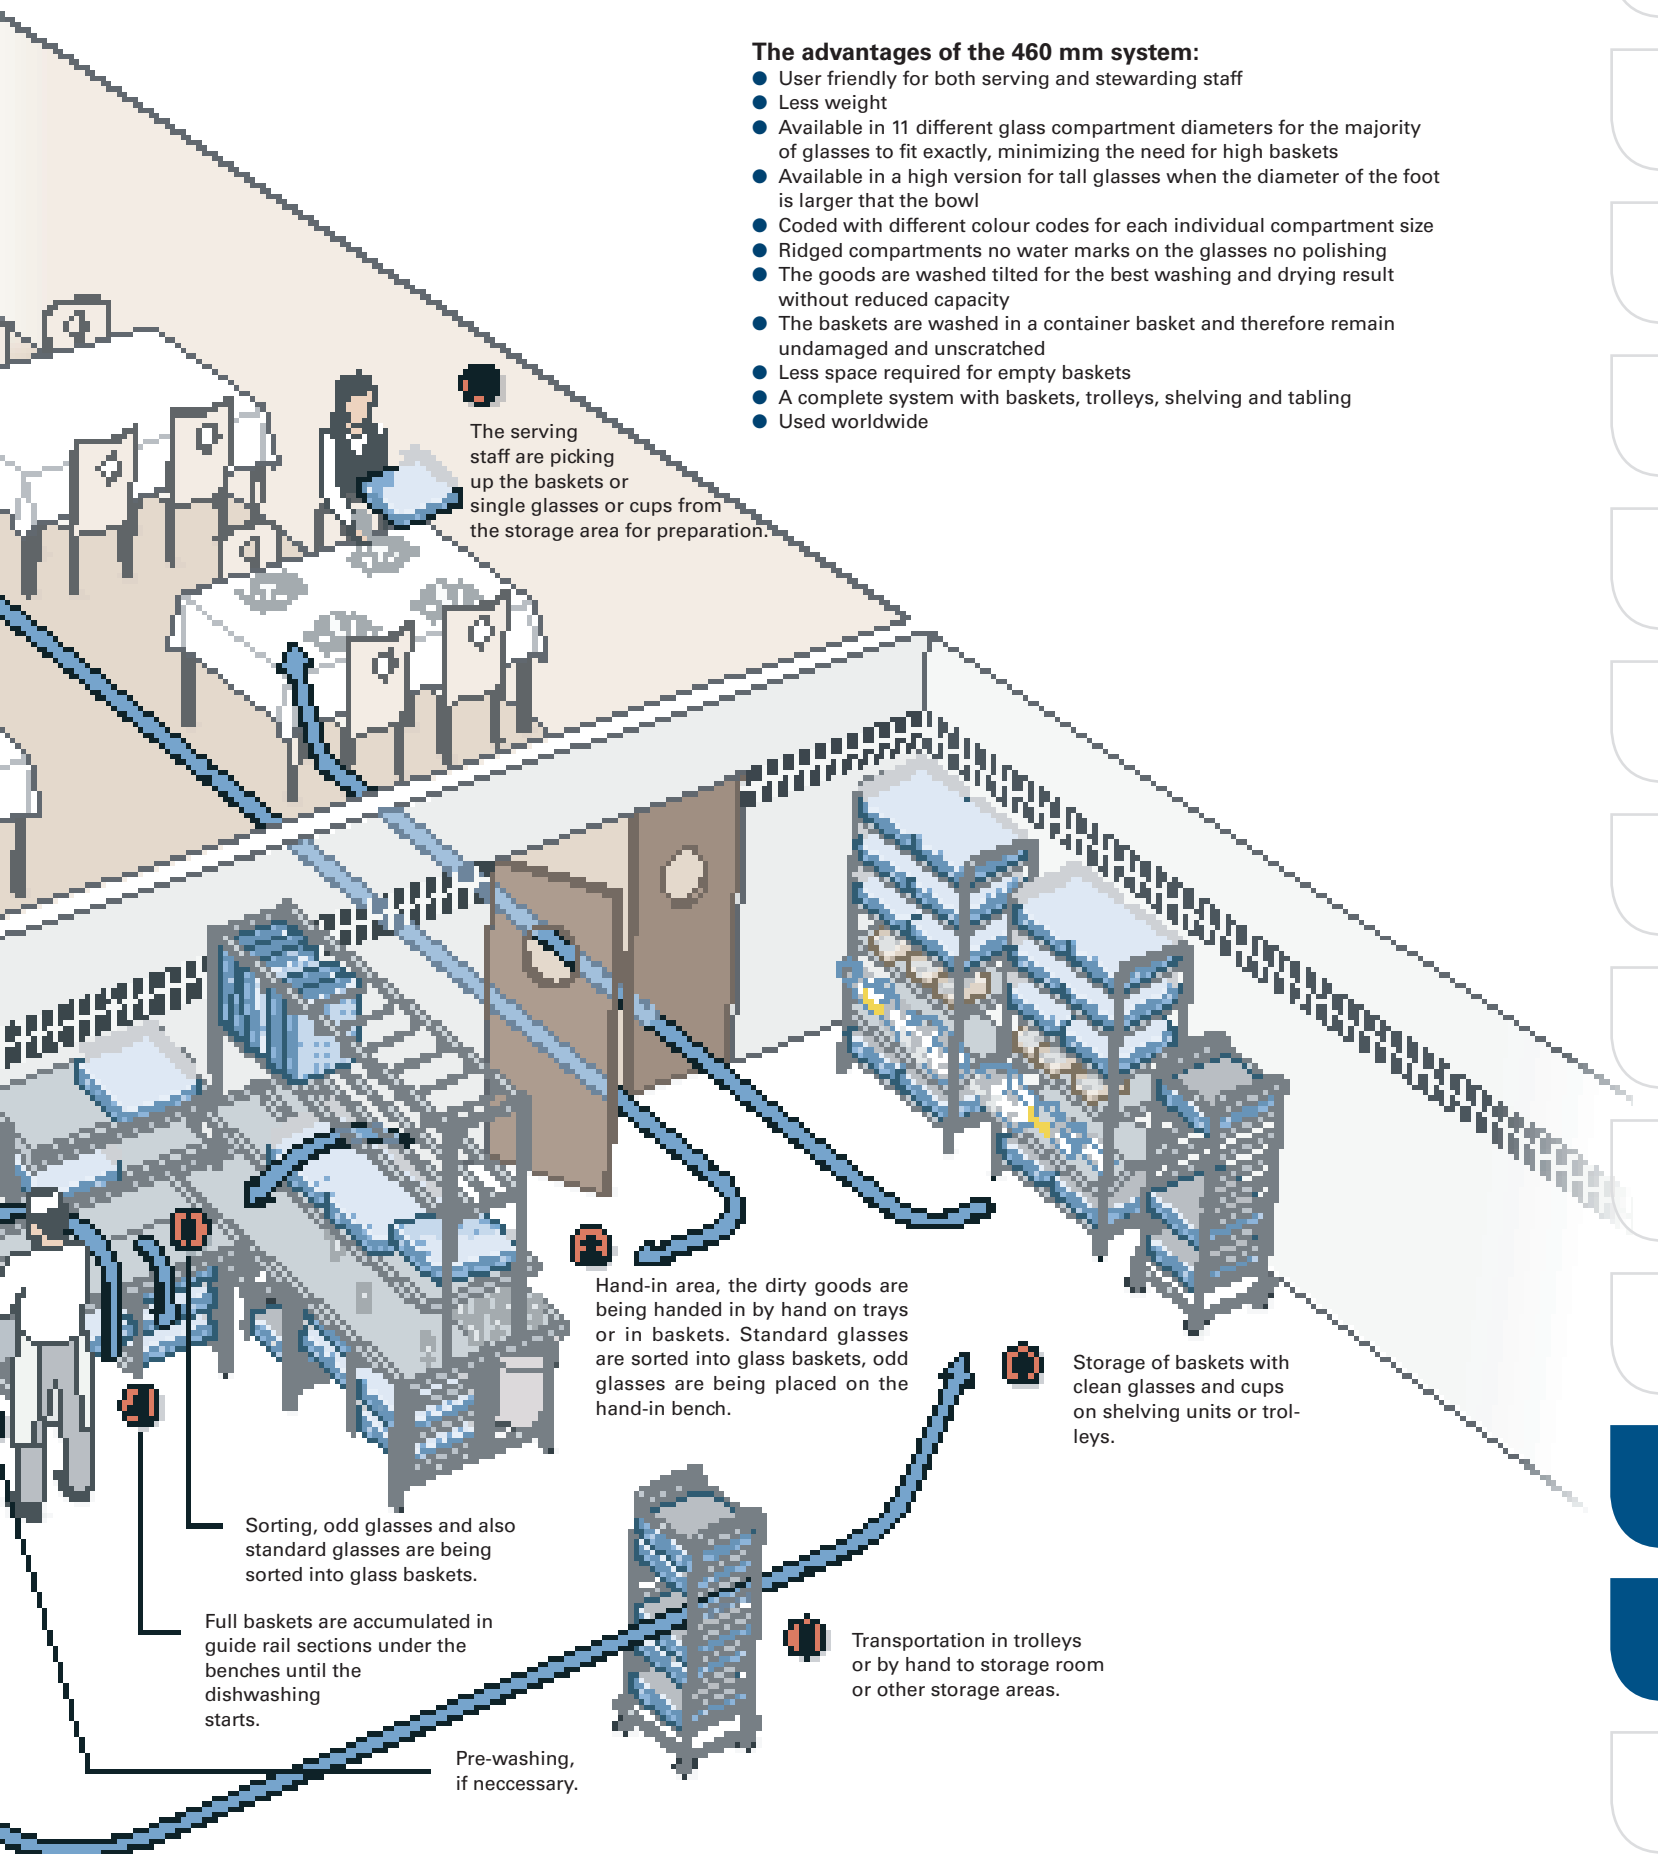 The advantages of the 460 mm system:
● User friendly for both serving and stewarding staff
● Less weight
● Available in 11 different glass compartment diameters for the majority
of glasses to fit exactly, minimizing the need for high baskets
● Available in a high version for tall glasses when the diameter of the foot
is larger that the bowl
● Coded with different colour codes for each individual compartment size
● Ridged compartments no water marks on the glasses no polishing
● The goods are washed tilted for the best washing and drying result
without reduced capacity
● The baskets are washed in a container basket and therefore remain
undamaged and unscratched
● Less space required for empty baskets
● A complete system with baskets, trolleys, shelving and tabling
● Used worldwide
The serving
staff are picking
up the baskets or
single glasses or cups from
the storage area for preparation.
Hand-in area, the dirty goods are
being handed in by hand on trays
or in baskets. Standard glasses
are sorted into glass baskets, odd
glasses are being placed on the
hand-in bench.
Storage of baskets with
clean glasses and cups
on shelving units or trol-
leys.
Sorting, odd glasses and also
standard glasses are being
sorted into glass baskets.
Full baskets are accumulated in
guide rail sections under the
benches until the
dishwashing
starts.
Transportation in trolleys
or by hand to storage room
or other storage areas.
Pre-washing,
if neccessary.